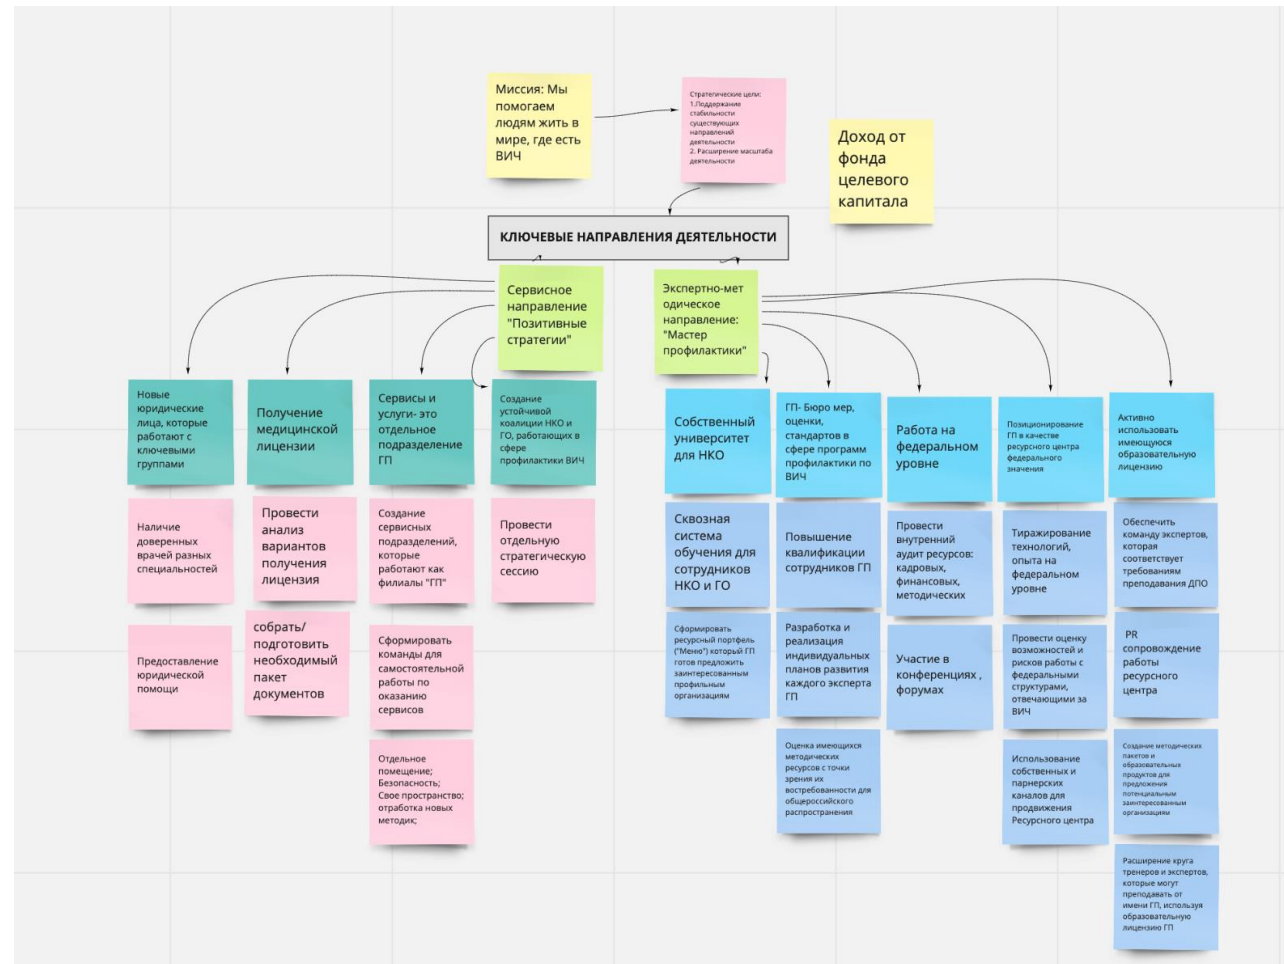 Миссия: Мы
помогаем
людям жить в
мире, где есть
ВИЧ
Стратегические цели:
1.Поддержание
стабильности
существующих
направлений
деятельности
2. Расширение масштаба
деятельности
Доход от
фонда
целевого
капитала
КЛЮЧЕВЫЕ НАПРАВЛЕНИЯ ДЕЯТЕЛЬНОСТИ
Сервисное
направление
"Позитивные
стратегии"
Экспертно-мет
одическое
направление:
"Мастер
профилактики"
Новые
юридические
лица, которые
работают с
ключевыми
группами
Получение
медицинской
лицензии
Сервисы и
услуги- это
отдельное
подразделение
ГП
Создание
устойчивой
коалиции НКО и
ГО, работающих в
сфере
профилактики ВИЧ
Собственный
университет
для НКО
ГП- Бюро мер,
оценки,
стандартов в
сфере программ
профилактики по
ВИЧ
Работа на
федеральном
уровне
Позиционирование
ГП в качестве
ресурсного центра
федерального
значения
Активно
использовать
имеющуюся
образовательную
лицензию
Наличие
доверенных
врачей разных
специальностей
Провести
анализ
вариантов
получения
лицензия
Создание
сервисных
подразделений,
которые
работают как
филиалы "ГП"
Провести
отдельную
стратегическую
сессию
Сквозная
система
обучения для
сотрудников
НКО и ГО
Повышение
квалификации
сотрудников ГП
Провести
внутренний
аудит ресурсов:
кадровых,
финансовых,
методических
Тиражирование
технологий,
опыта на
федеральном
уровне
Обеспечить
команду экспертов,
которая
соответствует
требованиям
преподавания ДПО
Предоставление
юридической
помощи
собрать/
подготовить
необходимый
пакет
документов
Сформировать
команды для
самостоятельной
работы по
оказанию
сервисов
Сформировать
ресурсный портфель
("Меню") который ГП
готов предложить
заинтересованным
профильным
организациям
Разработка и
реализация
индивидуальных
планов развития
каждого эксперта
ГП
Участие в
конференциях ,
форумах
Провести оценку
возможностей и
рисков работы с
федеральными
структурами,
отвечающими за
ВИЧ
PR
сопровождение
работы
ресурсного
центра
Отдельное
помещение;
Безопасность;
Свое пространство;
отработка новых
методик;
Оценка имеющихся
методических
ресурсов с точки
зрения их
востребованности для
общероссийского
распространения
Использование
собственных и
парнерских
каналов для
продвижения
Ресурсного центра
Создание методических
пакетов и
образовательных
продуктов для
предложения
потенциальным
заинтересованным
организациям
Расширение круга
тренеров и экспертов,
которые могут
преподавать от
имени ГП, используя
образовательную
лицензию ГП